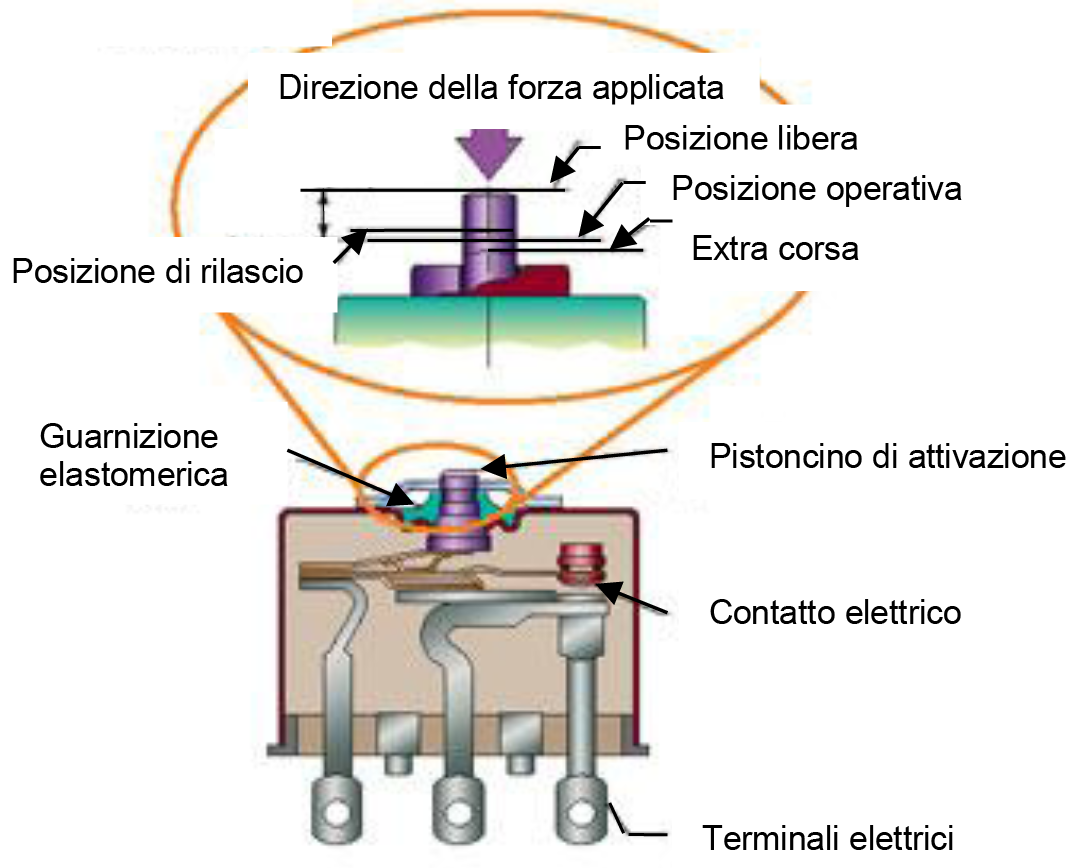 Direzione della forza applicata
Posizione libera
Posizione operativa
Extra corsa
Posizione di rilascio
Guarnizione
elastomerica
Pistoncino di attivazione
Contatto elettrico
Terminali elettrici